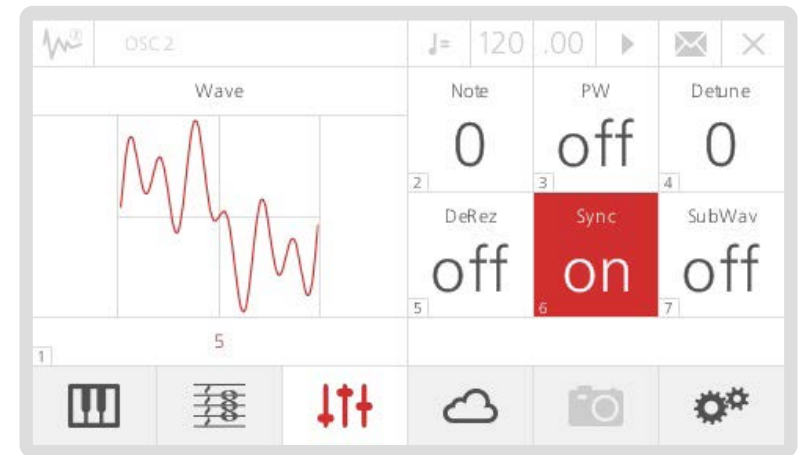 OSC 2
= 120 .00
Wave
Note
PW
Detune
0
off
0
2
3
4
DeRez
Sync
SubWav
off
on
off
5
6
7
5
1